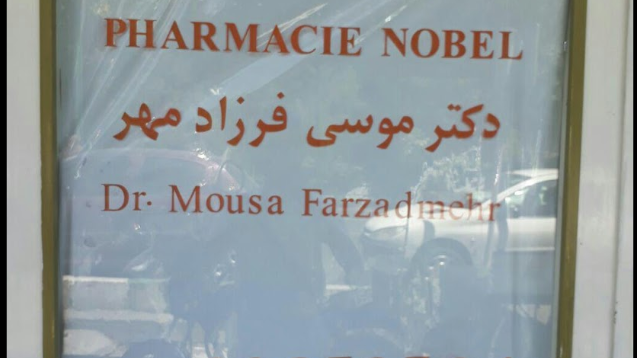 PHARMACIE NOBEL
دکتر موسی فرزاد مهر
Dr. Mousa Farzadmehr